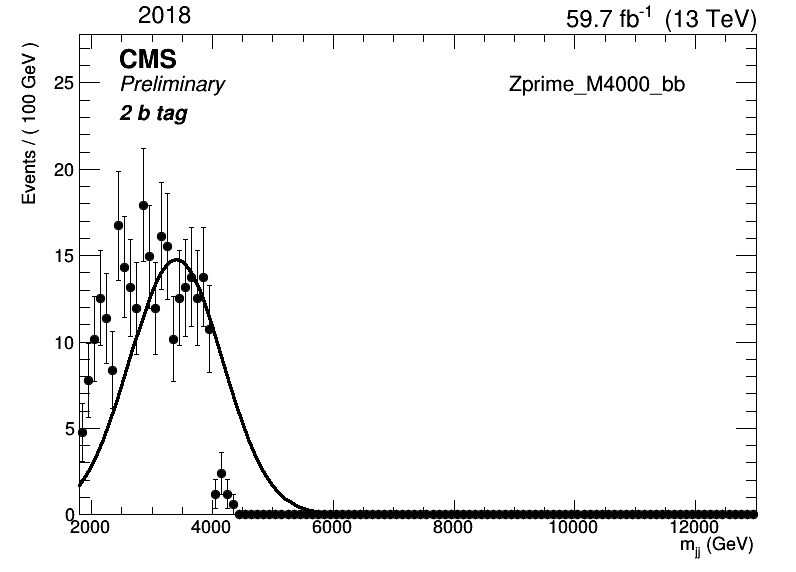 2018
59.7 fb-1 (13 TeV)
CMS
Preliminary
2 b tag
Zprime_M4000_bb
Events / ( 100 GeV )
25
20
15
10
5
0
2000 4000 6000 8000 10000 12000
mjj (GeV)